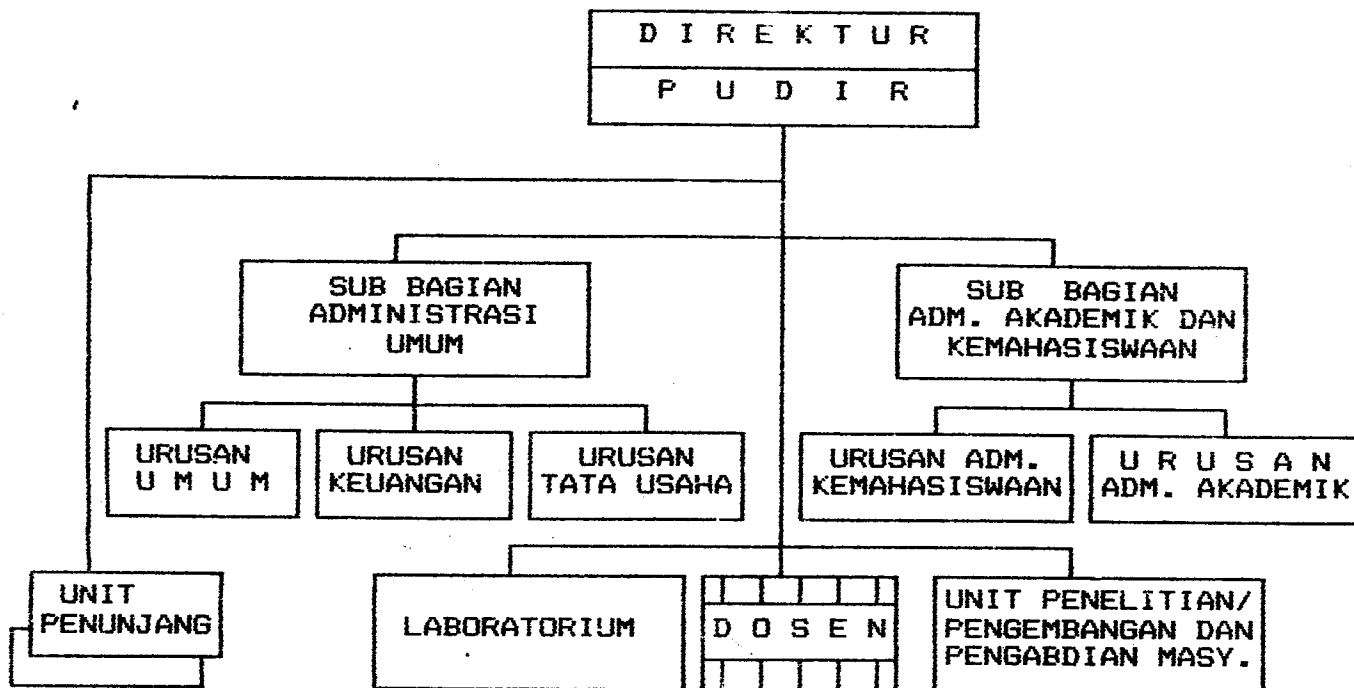 D I R E K T U R
P U D I R
SUB BAGIAN
ADMINISTRASI
UMUM
SUB BAGIAN
ADM. AKADEMIK DAN
KEMAHASISWAAN
URUSAN
U M U M
URUSAN
KEUANGAN
URUSAN
TATA USAHA
URUSAN ADM.
KEMAHASISWAAN
U R U S A N
ADM. AKADEMIK
UNIT
PENUNJANG
LABORATORIUM
D O S E N
UNIT PENELITIAN/
PENGEMBANGAN DAN
PENGABDIAN MASY.